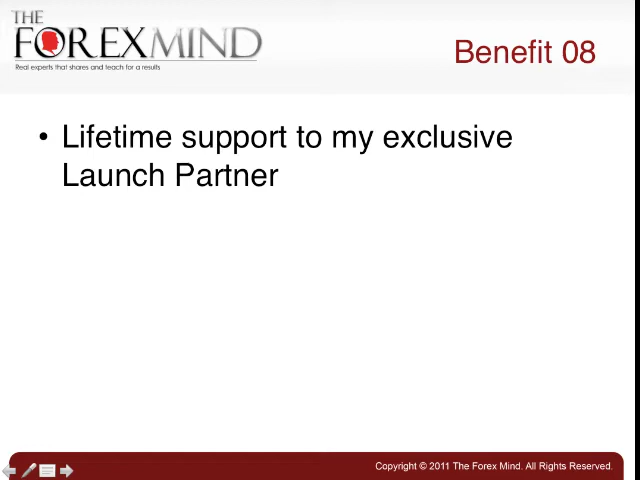 THE
FOREXMIND
Real experts that shares and teach for a results
Benefit 08
• Lifetime support to my exclusive
Launch Partner
Copyright © 2011 The Forex Mind. All Rights Reserved.